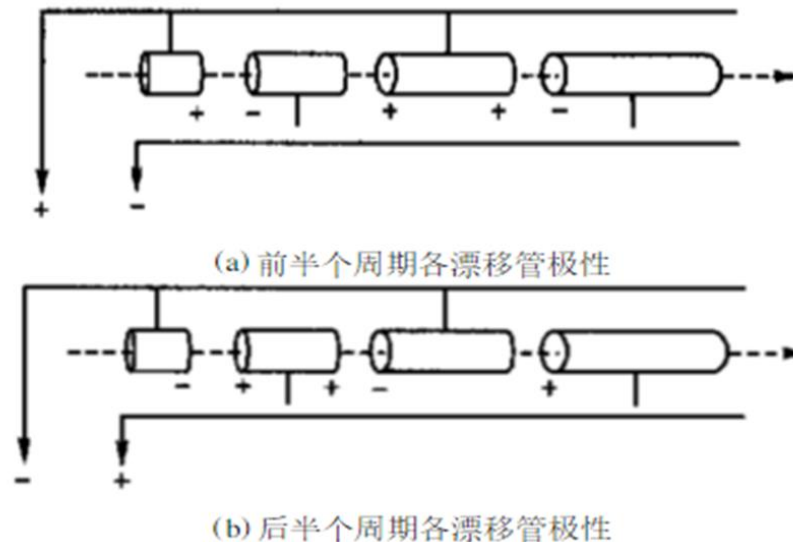 + - + + -
+ -
(a) 前半个周期各漂移管极性
- + + - +
- +
(b) 后半个周期各漂移管极性